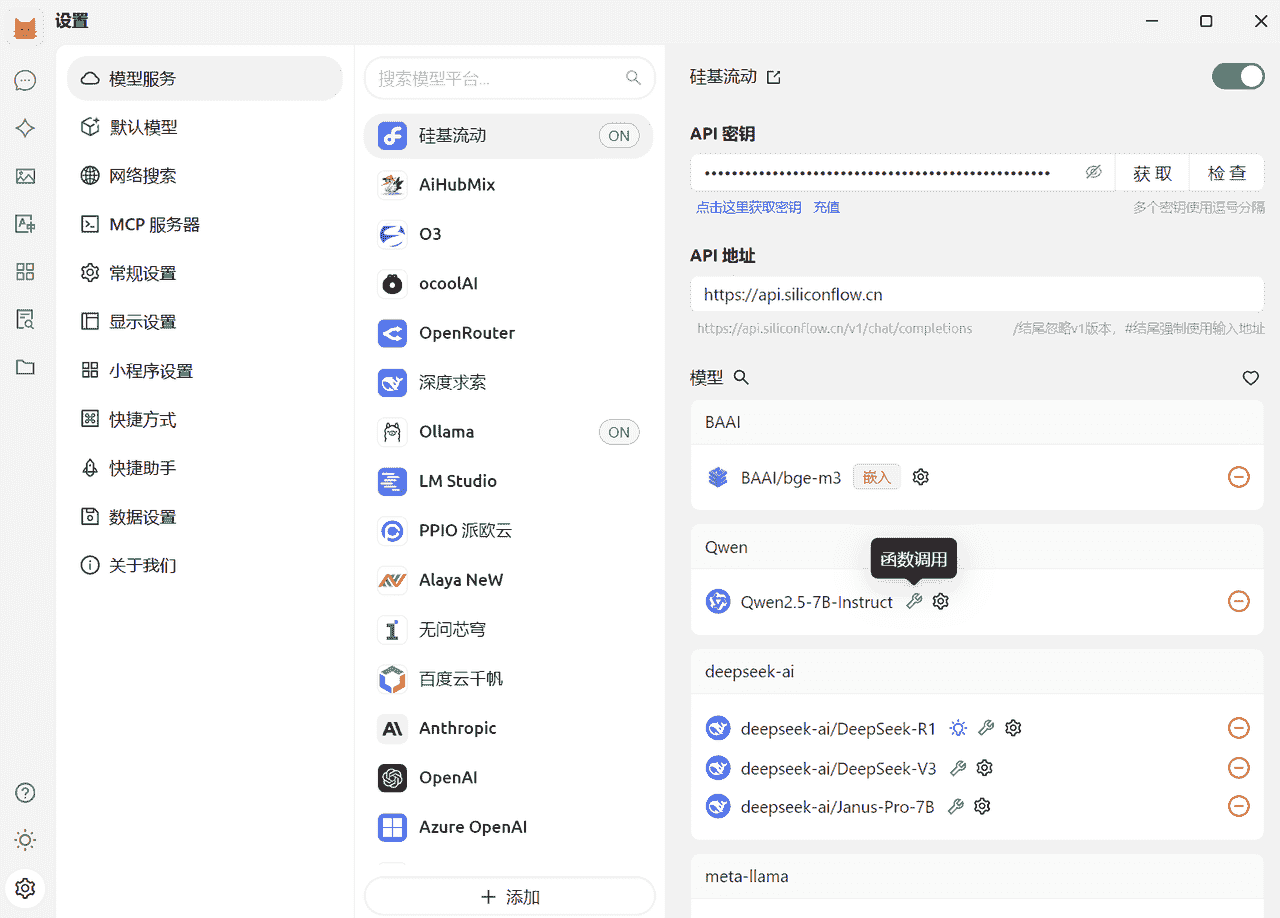 设置
模型服务
默认模型
网络搜索
MCP 服务器
常规设置
显示设置
小程序设置
快捷方式
快捷助手
数据设置
关于我们
搜索模型平台...
硅基流动 ON
AiHubMix
O3
ocoolAI
OpenRouter
深度求索
Ollama ON
LM Studio
PPIO 派欧云
Alaya NeW
无问芯穹
百度云千帆
Anthropic
OpenAI
Azure OpenAI
添加
硅基流动
API 密钥
获取 检查
点击这里获取密钥 充值 多个密钥使用逗号分隔
API 地址
https://api.siliconflow.cn
https://api.siliconflow.cn/v1/chat/completions /结尾忽略v1版本，#结尾强制使用输入地址
模型
BAAI
BAAI/bge-m3 嵌入
Qwen
函数调用
Qwen2.5-7B-Instruct
deepseek-ai
deepseek-ai/DeepSeek-R1
deepseek-ai/DeepSeek-V3
deepseek-ai/Janus-Pro-7B
meta-llama